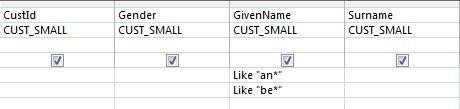 CustId Gender GivenName Surname
CUST_SMALL CUST_SMALL CUST_SMALL CUST_SMALL
Like "an*"
Like "be*"